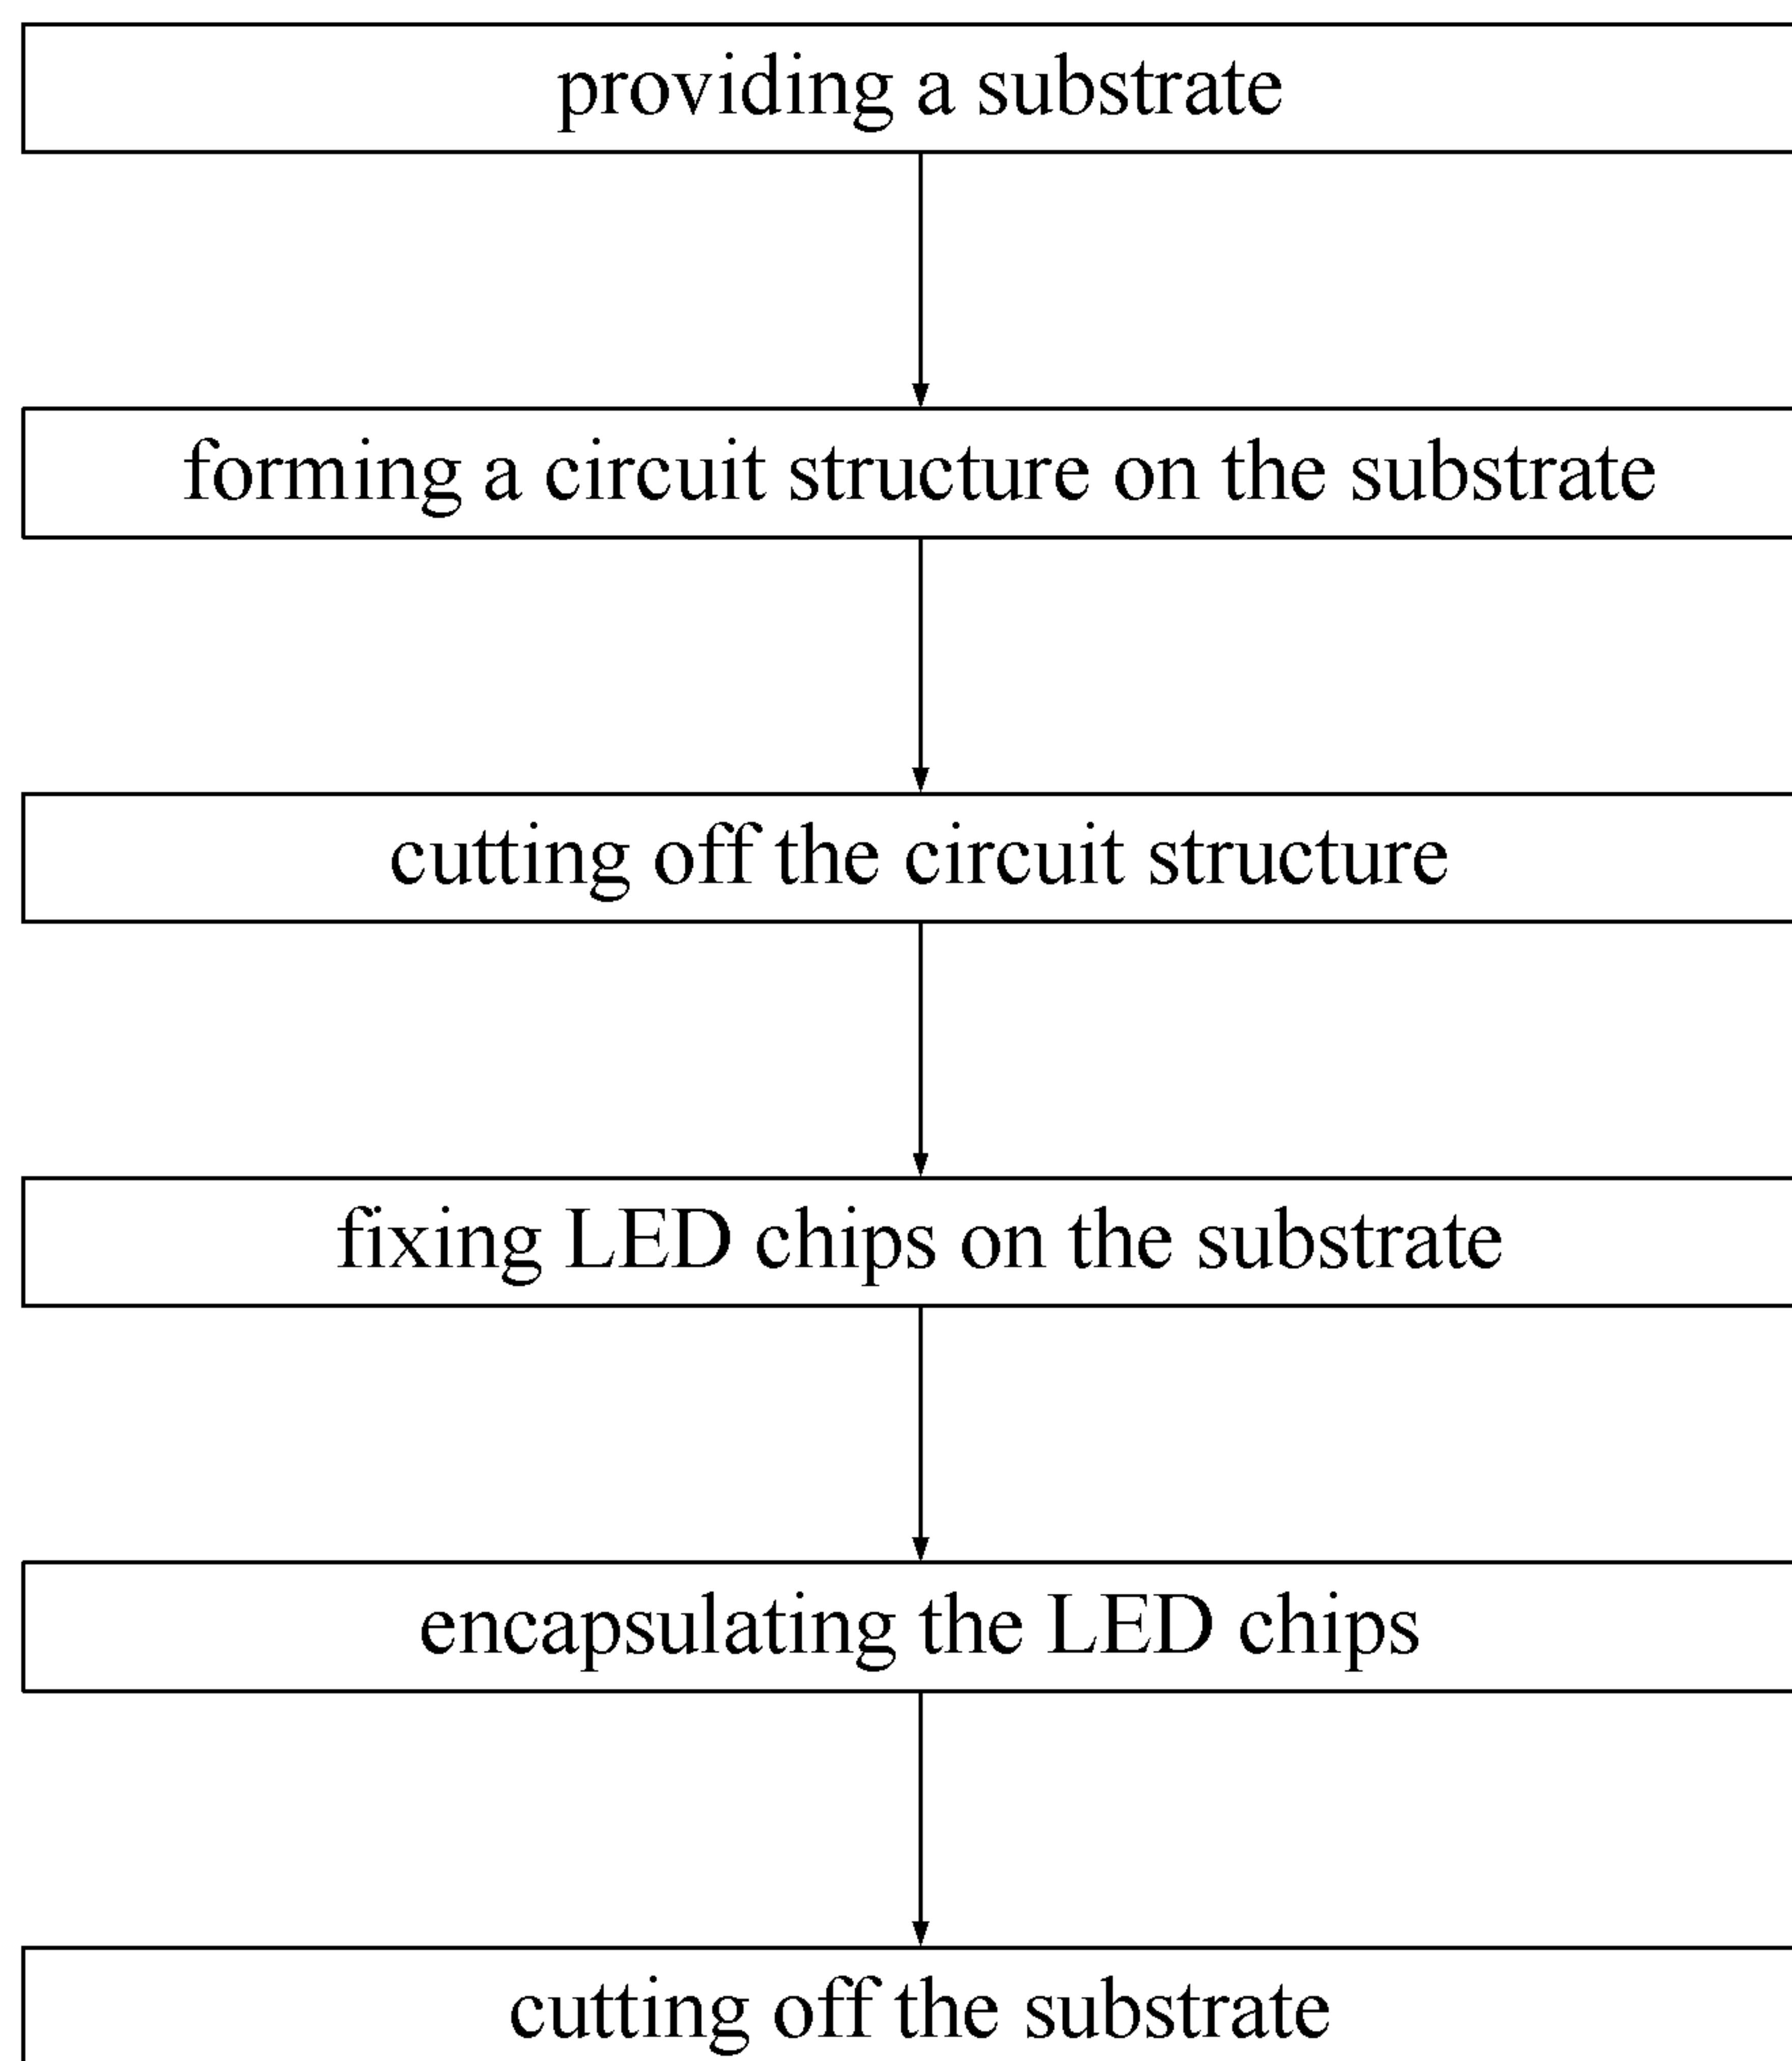 providing a substrate
forming a circuit structure on the substrate
cutting off the circuit structure
fixing LED chips on the substrate
encapsulating the LED chips
cutting off the substrate